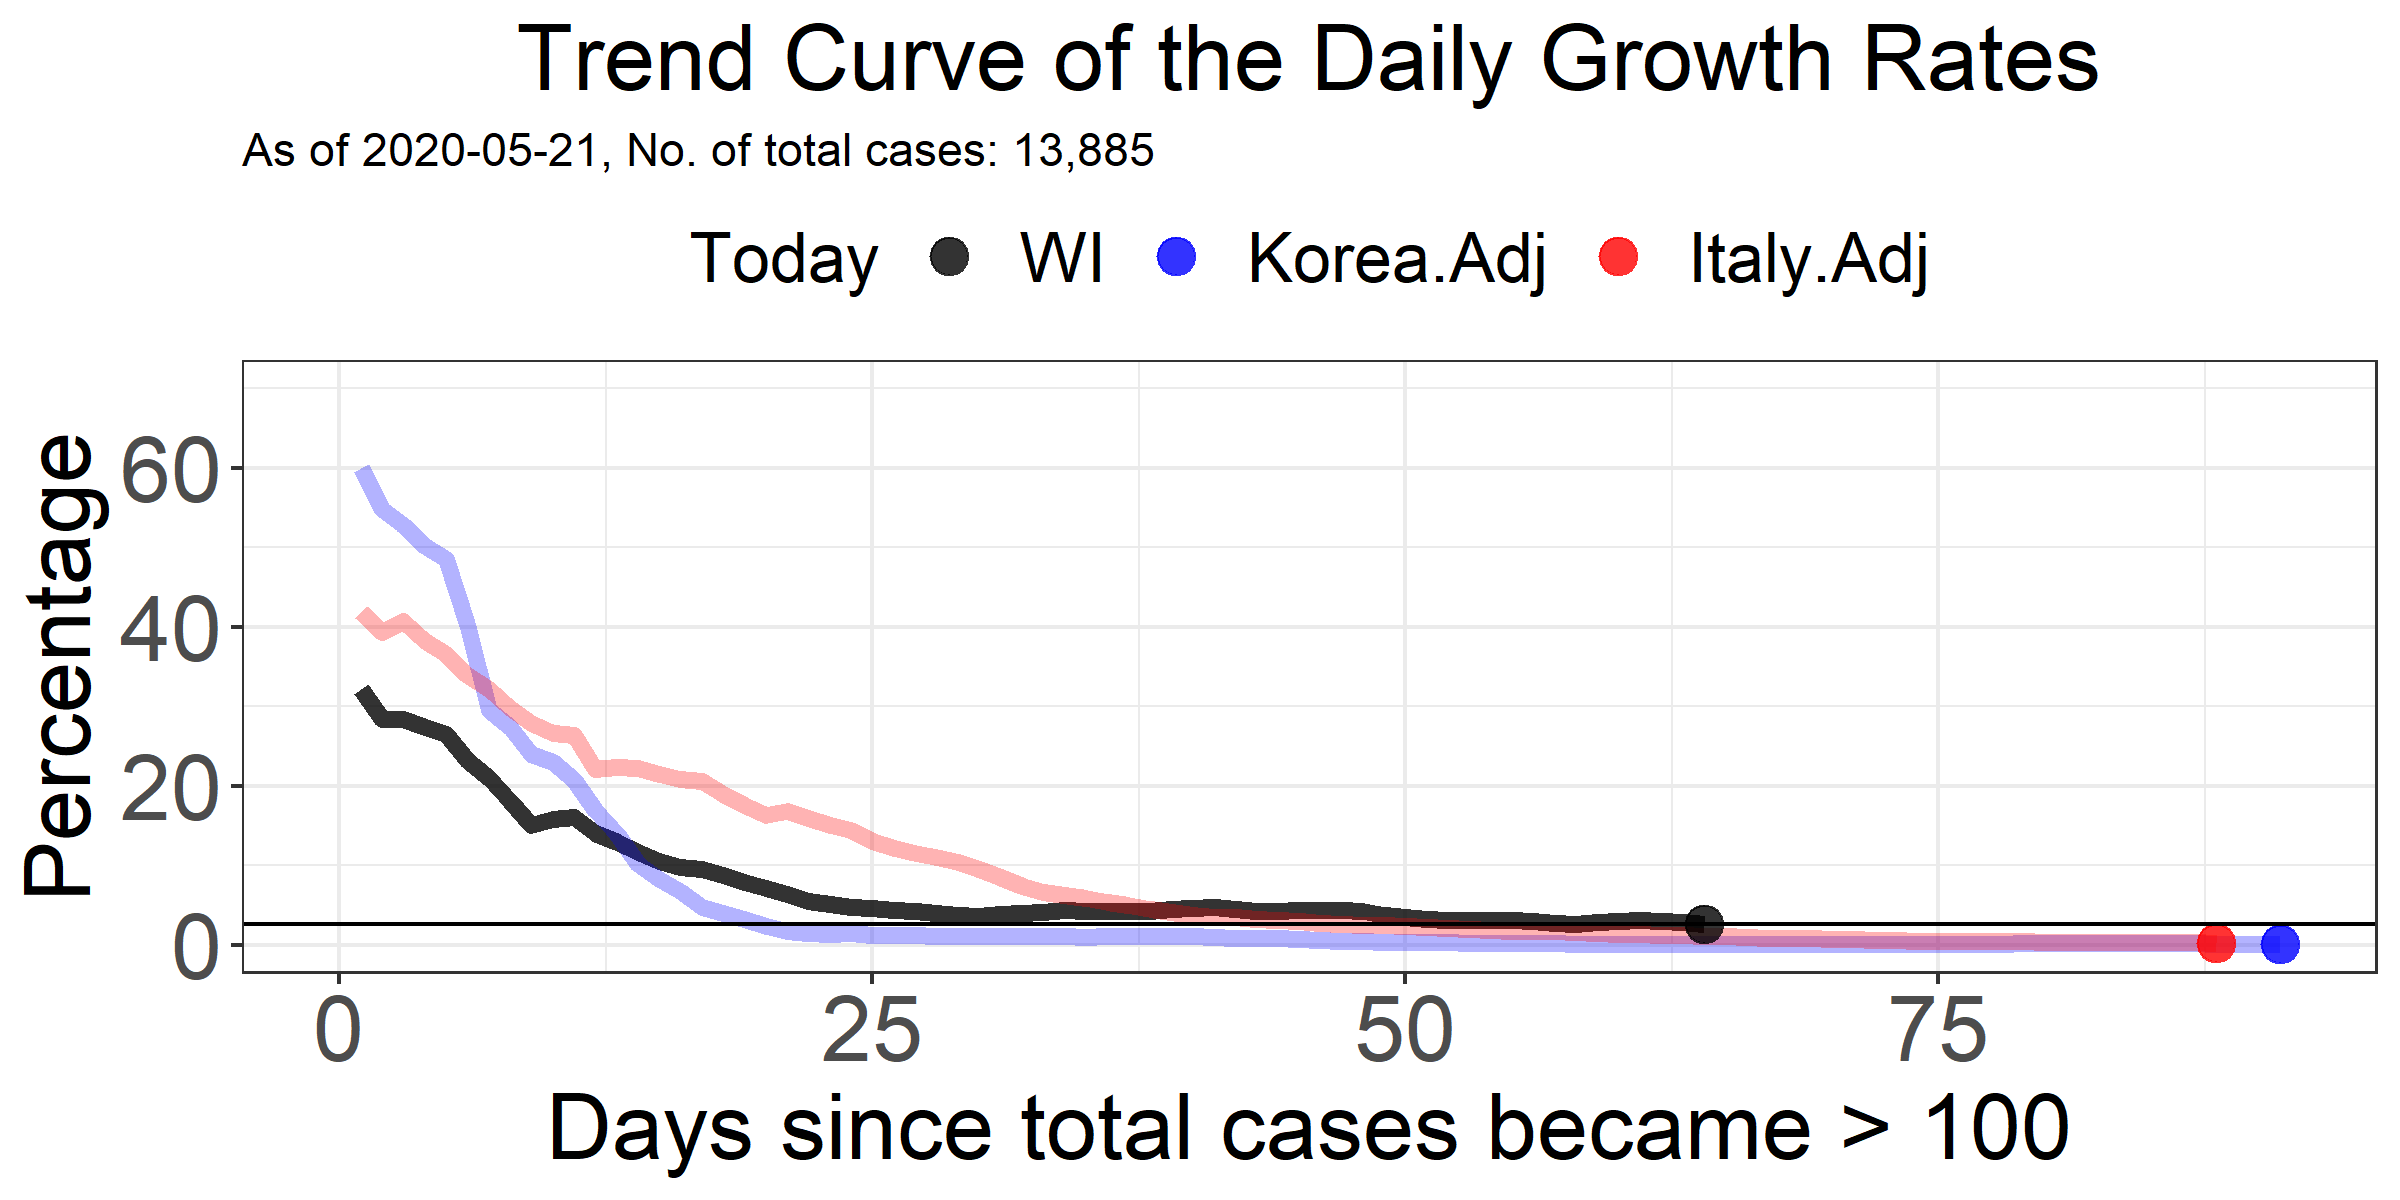 Trend Curve of the Daily Growth Rates
As of 2020-05-21, No. of total cases: 13,885
Today WI Korea.Adj Italy.Adj
Percentage
60
40
20
0
0 25 50 75
Days since total cases became > 100